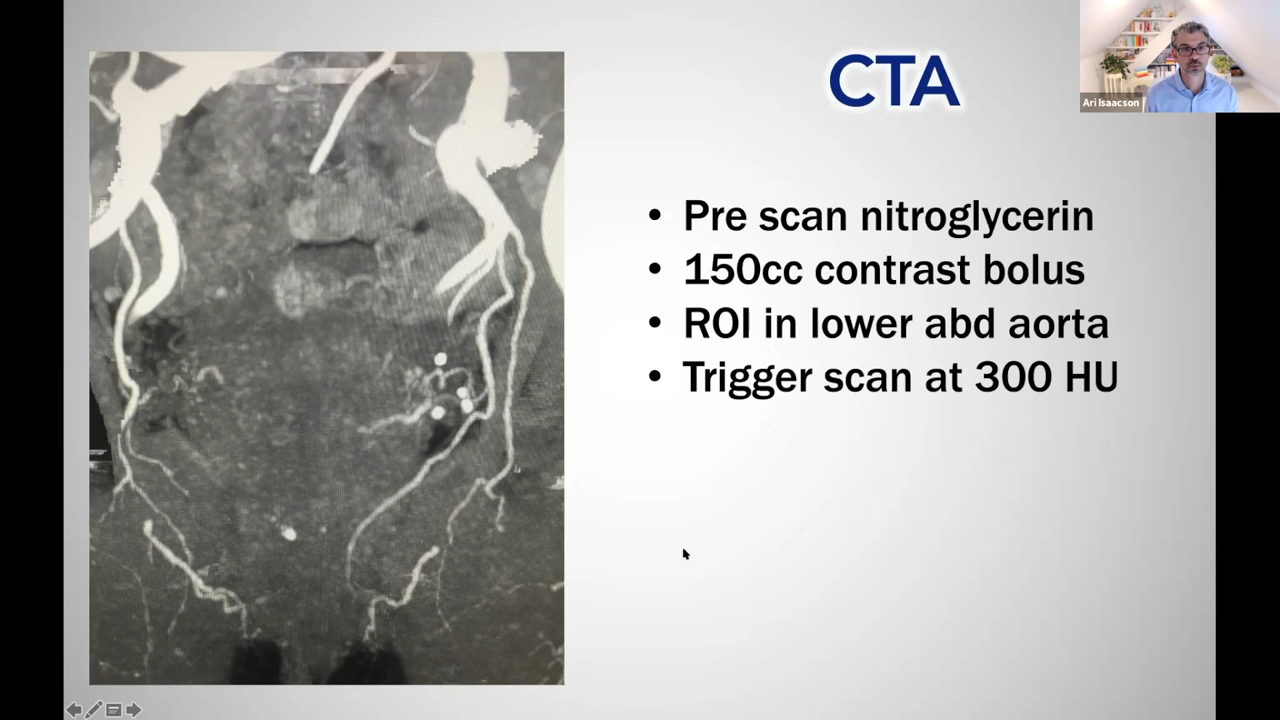 CTA
Ari Isaacson
• Pre scan nitroglycerin
• 150cc contrast bolus
• ROI in lower abd aorta
• Trigger scan at 300 HU